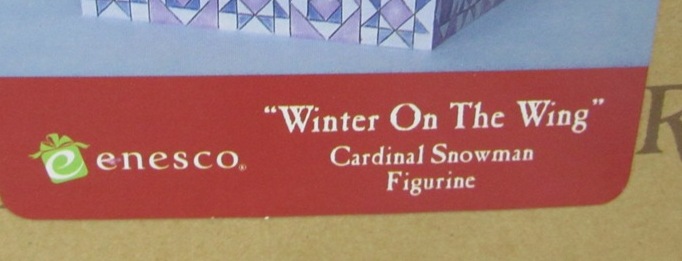 "Winter On The Wing"
enesco®
Cardinal Snowman
Figurine
R